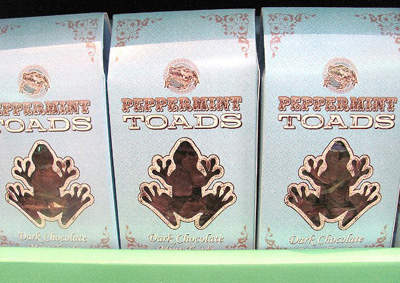 PEPPERMINT
TOADS
Dark Chocolate
PEPPERMINT
TOADS
Dark Chocolate
PEPPERMINT
TOADS
Dark Chocolate